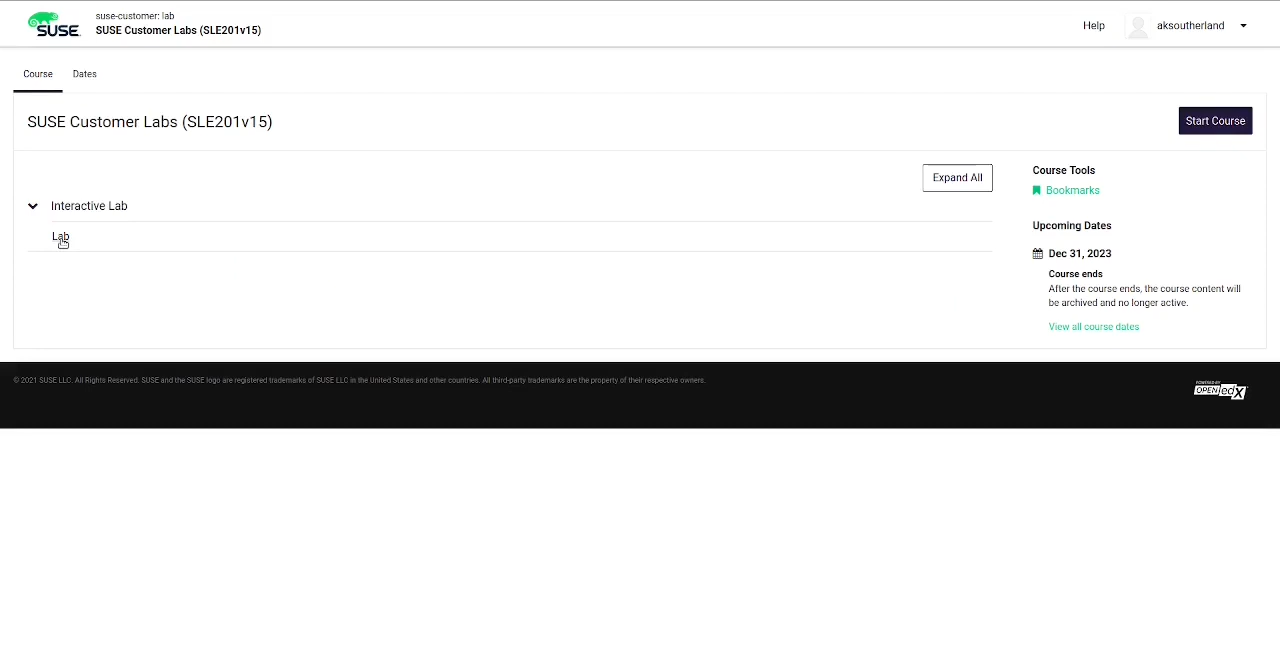 SUSE
suse-customer: lab
SUSE Customer Labs (SLE201v15)
Help
aksoutherland
Course
Dates
SUSE Customer Labs (SLE201v15)
Start Course
Expand All
Interactive Lab
Lab
Course Tools
Bookmarks
Upcoming Dates
Dec 31, 2023
Course ends
After the course ends, the course content will
be archived and no longer active.
View all course dates
© 2021 SUSE LLC. All Rights Reserved. SUSE and the SUSE logo are registered trademarks of SUSE LLC in the United States and other countries. All third-party trademarks are the property of their respective owners.
POWERED BY
OPEN edX